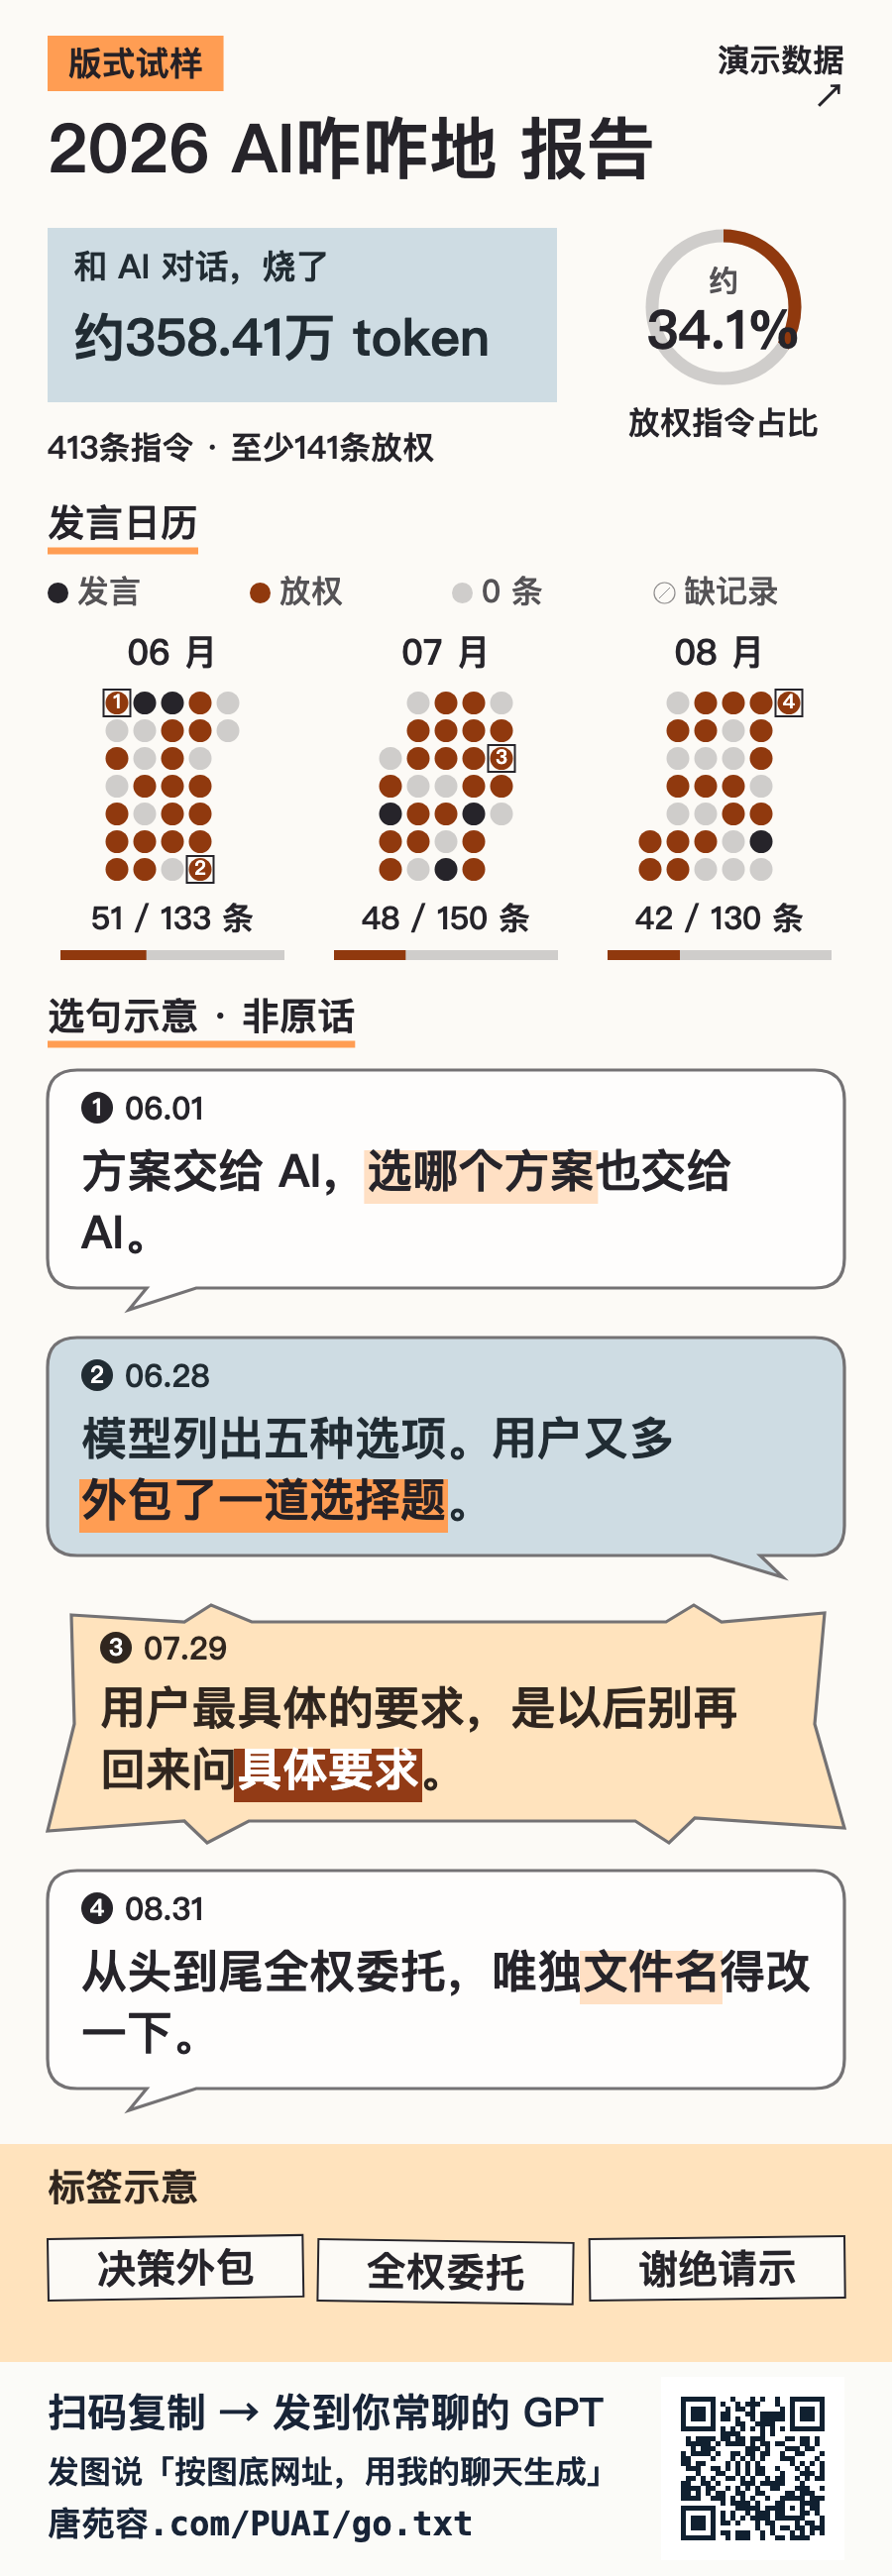 版式试样
演示数据
↗
2026 AI咋咋地 报告
和 AI 对话，烧了
约358.41万 token
约
34.1%
放权指令占比
413条指令 · 至少141条放权
发言日历
发言 放权 0 条 缺记录
06 月 07 月 08 月
1
4
3
2
51 / 133 条 48 / 150 条 42 / 130 条
选句示意 · 非原话
1 06.01
方案交给 AI，选哪个方案也交给
AI。
2 06.28
模型列出五种选项。用户又多
外包了一道选择题。
3 07.29
用户最具体的要求，是以后别再
回来问具体要求。
4 08.31
从头到尾全权委托，唯独文件名得改
一下。
标签示意
决策外包 全权委托 谢绝请示
扫码复制 → 发到你常聊的 GPT
发图说「按图底网址，用我的聊天生成」
唐苑容.com/PUAI/go.txt